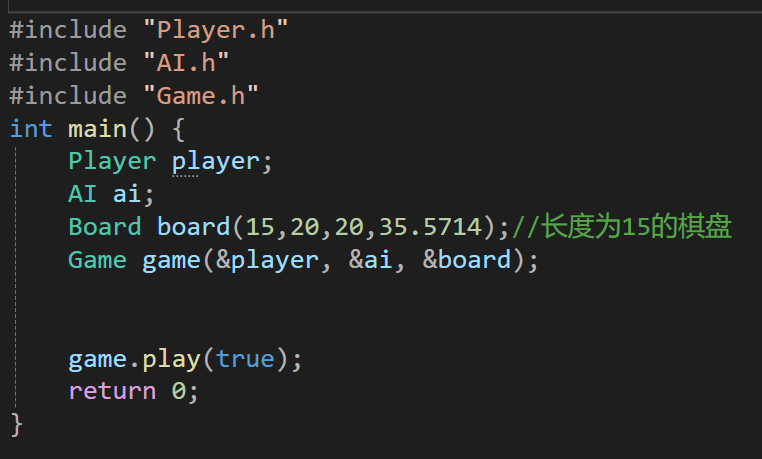 #include "Player.h"
#include "AI.h"
#include "Game.h"
int main() {
    Player player;
    AI ai;
    Board board(15,20,20,35.5714);//长度为15的棋盘
    Game game(&player, &ai, &board);
    game.play(true);
    return 0;
}